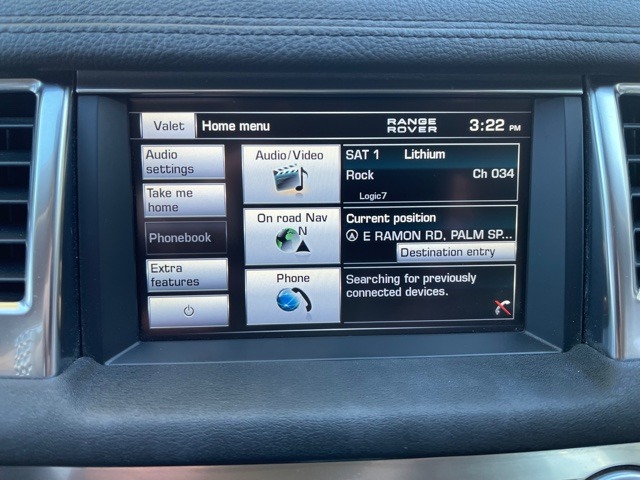 Valet
Home menu
RANGE
ROVER
3:22 PM
Audio
settings
Take me
home
Phonebook
Extra
features
Audio/Video
SAT 1 Lithium
Rock Ch 034
Logic7
On road Nav
N
Current position
E RAMON RD, PALM SP...
Destination entry
Phone
Searching for previously
connected devices.